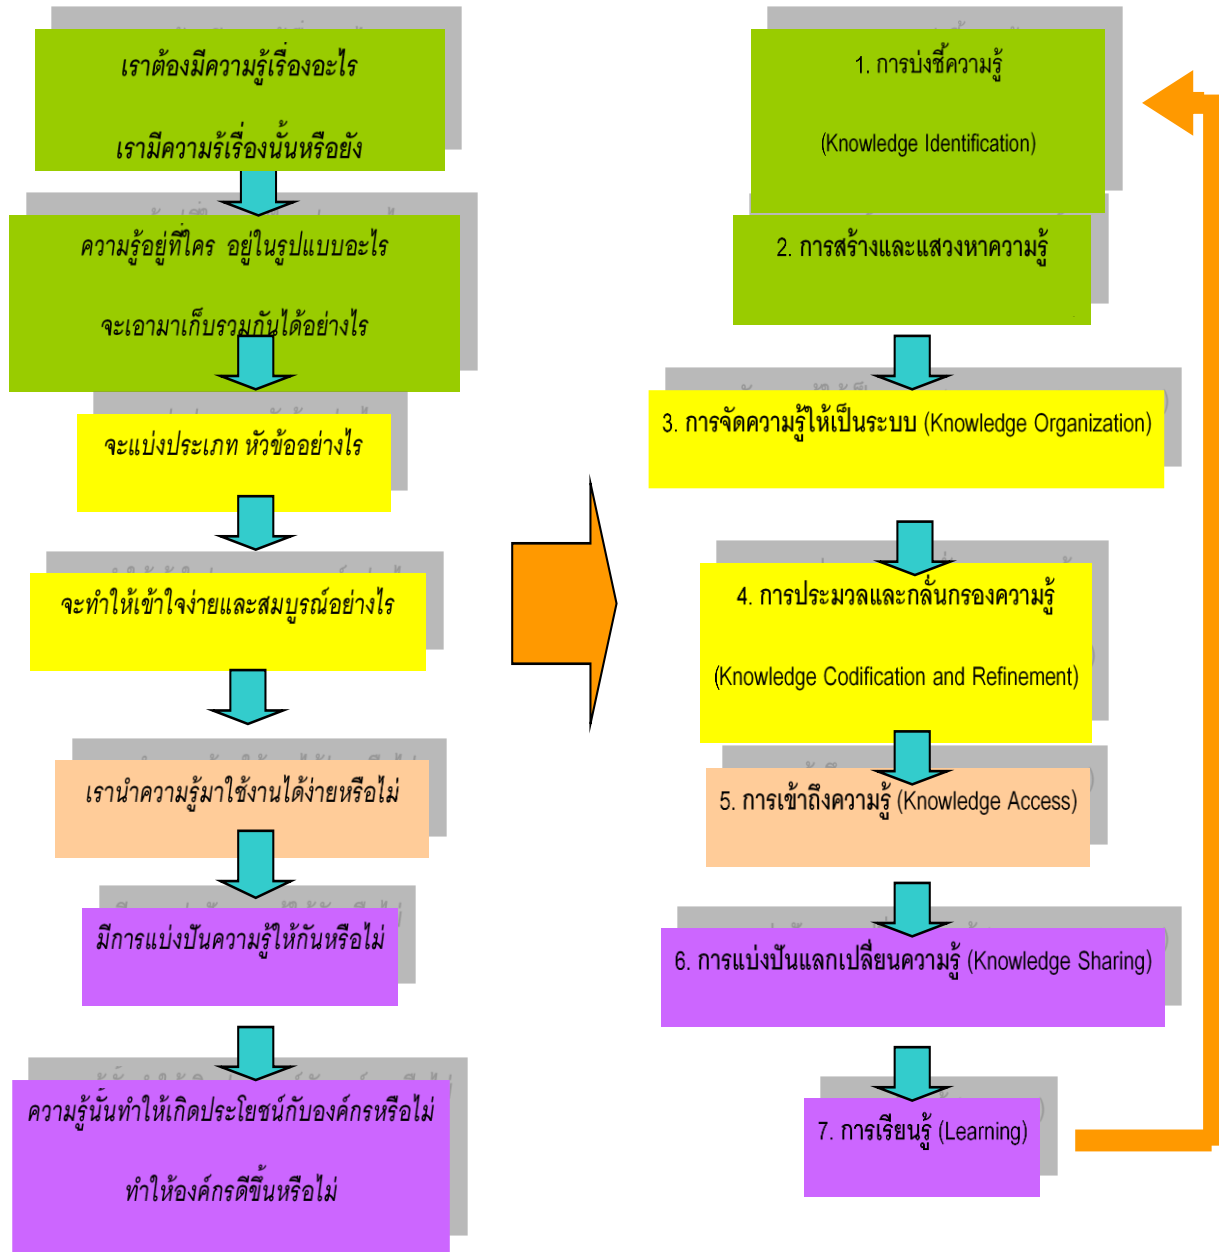 เราต้องมีความรู้เรื่องอะไร
เรามีความรู้เรื่องนั้นหรือยัง
ความรู้อยู่ที่ใคร อยู่ในรูปแบบอะไร
จะเอามาเก็บรวมกันได้อย่างไร
จะแบ่งประเภท หัวข้ออย่างไร
จะทำให้เข้าใจง่ายและสมบูรณ์อย่างไร
เรานำความรู้มาใช้งานได้ง่ายหรือไม่
มีการแบ่งปันความรู้ให้กันหรือไม่
ความรู้นั้นทำให้เกิดประโยชน์กับองค์กรหรือไม่
ทำให้องค์กรดีขึ้นหรือไม่
1. การบ่งชี้ความรู้
(Knowledge Identification)
2. การสร้างและแสวงหาความรู้
3. การจัดความรู้ให้เป็นระบบ (Knowledge Organization)
4. การประมวลและกลั่นกรองความรู้
(Knowledge Codification and Refinement)
5. การเข้าถึงความรู้ (Knowledge Access)
6. การแบ่งปันแลกเปลี่ยนความรู้ (Knowledge Sharing)
7. การเรียนรู้ (Learning)